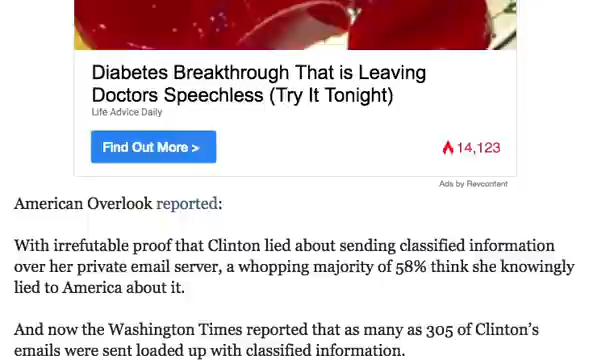 Diabetes Breakthrough That is Leaving
Doctors Speechless (Try It Tonight)
Life Advice Daily
Find Out More >
14,123
Ads by Revcontent
American Overlook reported:
With irrefutable proof that Clinton lied about sending classified information
over her private email server, a whopping majority of 58% think she knowingly
lied to America about it.
And now the Washington Times reported that as many as 305 of Clinton’s
emails were sent loaded up with classified information.